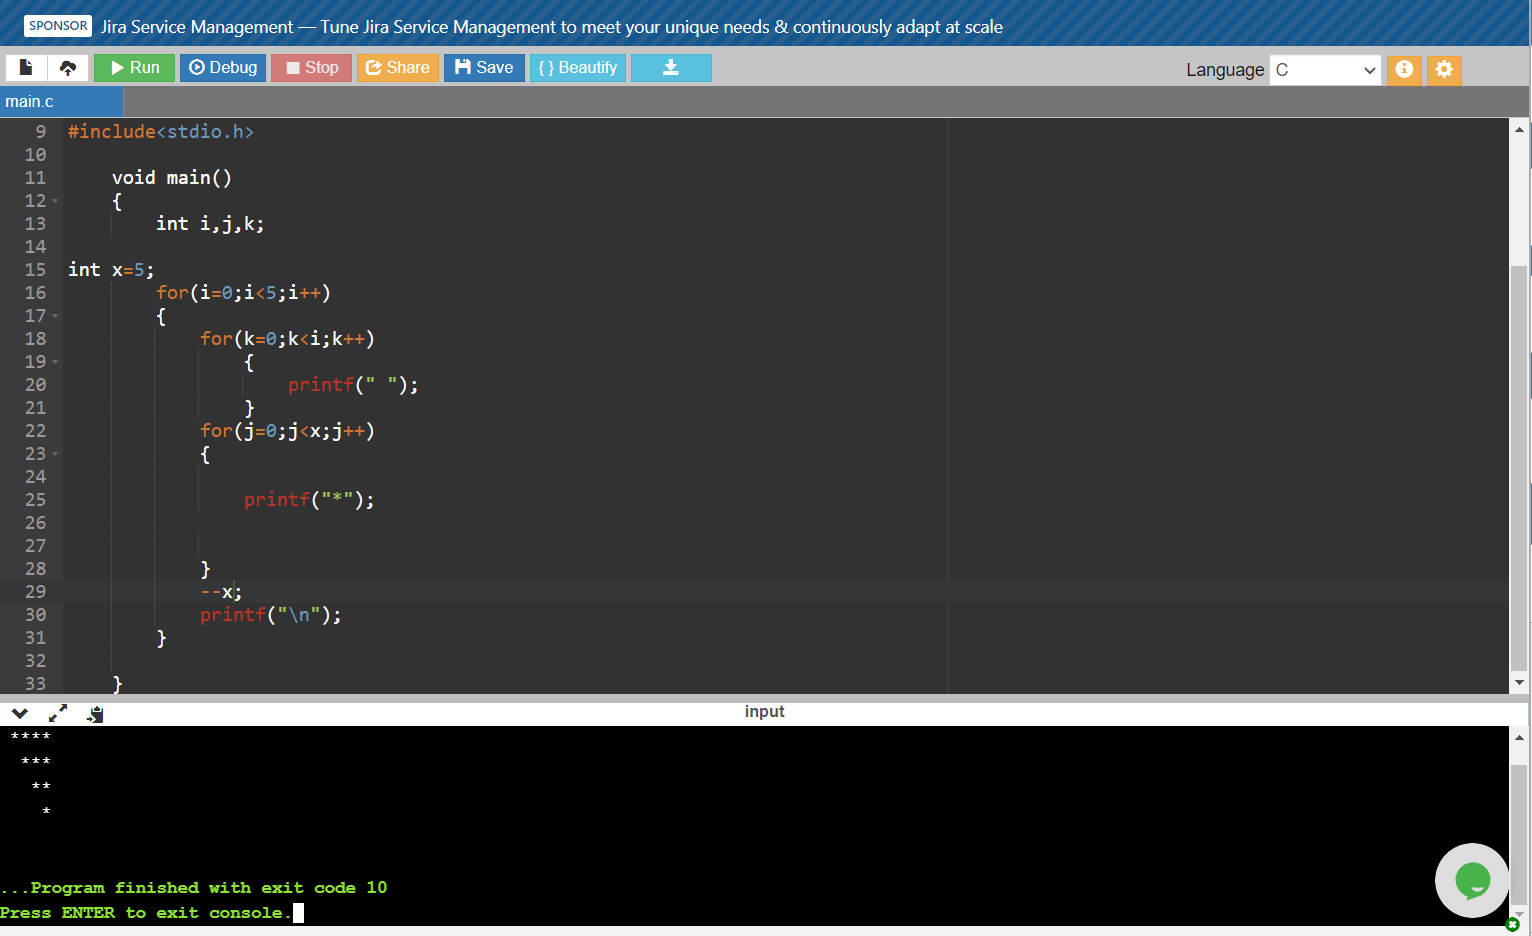 SPONSOR Jira Service Management — Tune Jira Service Management to meet your unique needs & continuously adapt at scale
Run Debug Stop Share Save { } Beautify Language C
main.c
9 #include<stdio.h>
10
11     void main()
12     {
13         int i,j,k;
14
15 int x=5;
16         for(i=0;i<5;i++)
17         {
18             for(k=0;k<i;k++)
19                 {
20                     printf(" ");
21                 }
22             for(j=0;j<x;j++)
23             {
24
25                 printf("*");
26
27
28             }
29             --x;
30             printf("\n");
31         }
32
33     }
input
 ****
  ***
   **
    *
...Program finished with exit code 10
Press ENTER to exit console.